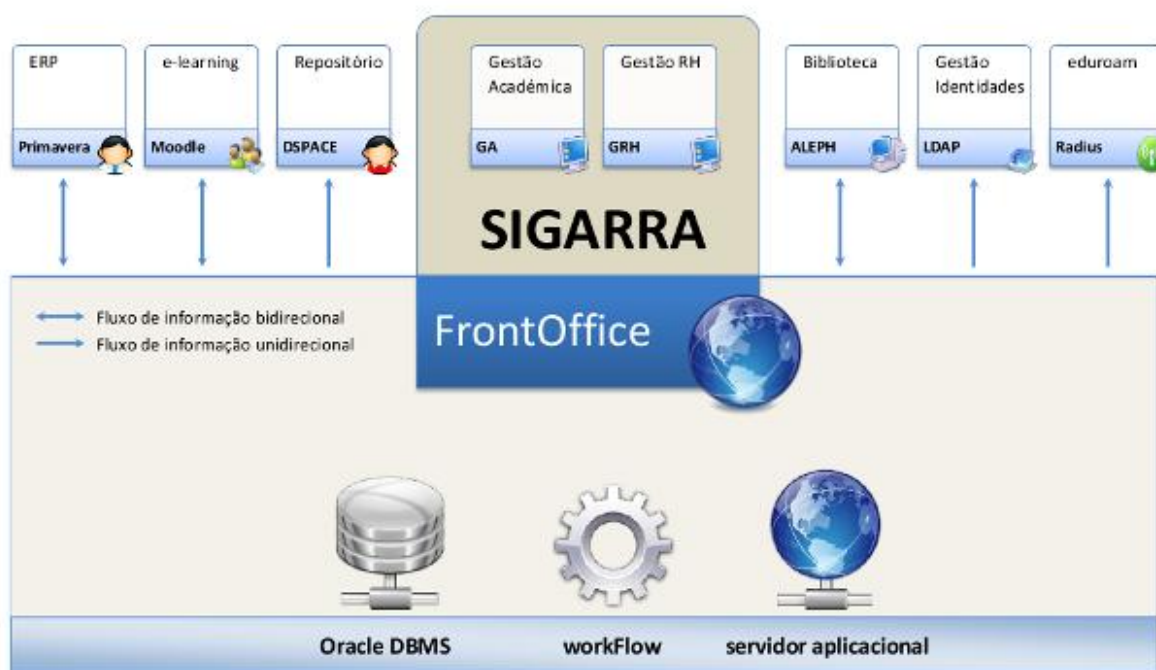 ERP
Primavera
e-learning
Moodle
Repositório
DSPACE
Gestão
Académica
GA
Gestão RH
GRH
Biblioteca
ALEPH
Gestão
Identidades
LDAP
eduroam
Radius
SIGARRA
FrontOffice
Fluxo de informação bidirecional
Fluxo de informação unidirecional
Oracle DBMS
workFlow
servidor aplicacional